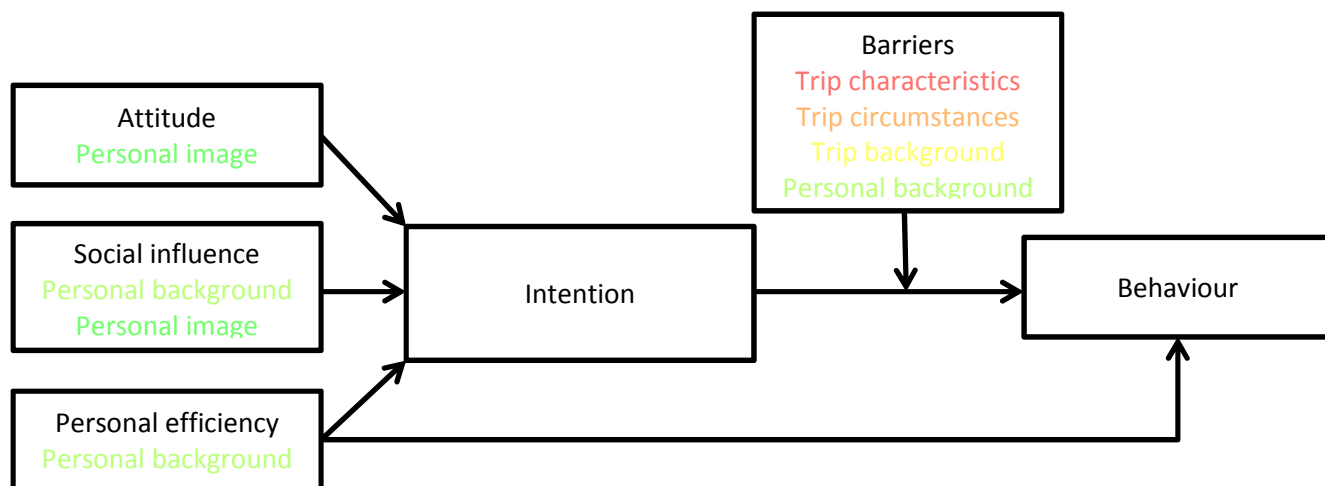 Barriers
Trip characteristics
Trip circumstances
Trip background
Personal background
Attitude
Personal image
Social influence
Personal background
Personal image
Personal efficiency
Personal background
Intention
Behaviour